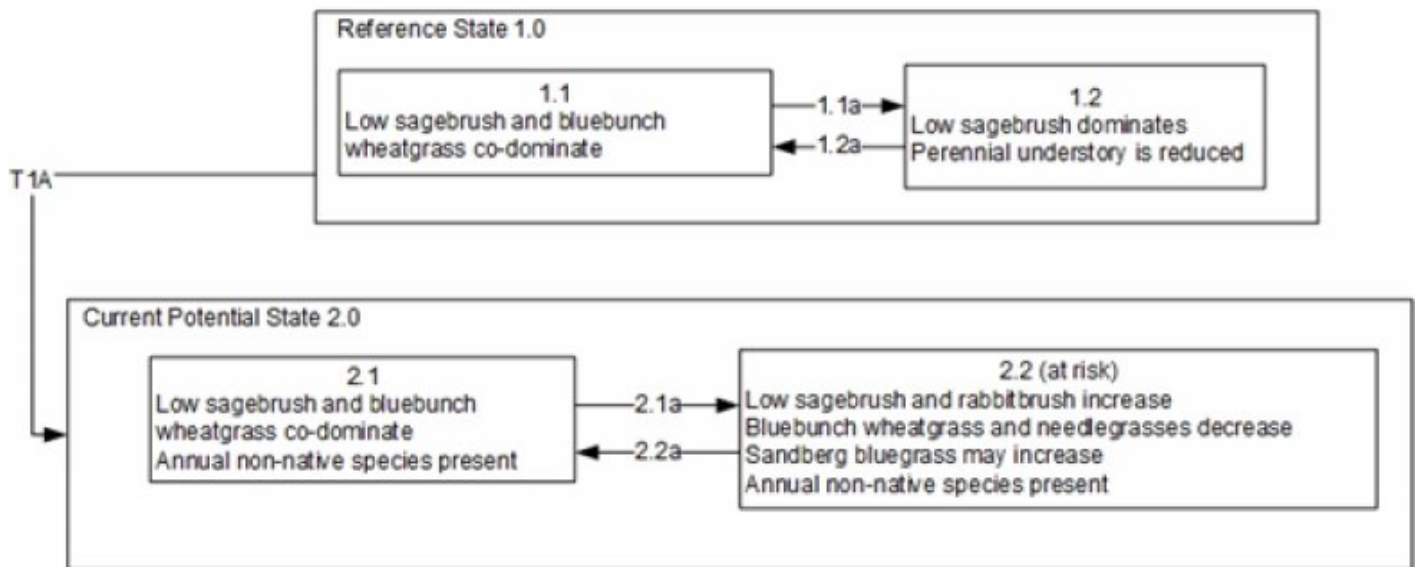 Reference State 1.0
1.1
Low sagebrush and bluebunch
wheatgrass co-dominate
1.1a
1.2a
1.2
Low sagebrush dominates
Perennial understory is reduced
T1A
Current Potential State 2.0
2.1
Low sagebrush and bluebunch
wheatgrass co-dominate
Annual non-native species present
2.1a
2.2a
2.2 (at risk)
Low sagebrush and rabbitbrush increase
Bluebunch wheatgrass and needlegrasses decrease
Sandberg bluegrass may increase
Annual non-native species present